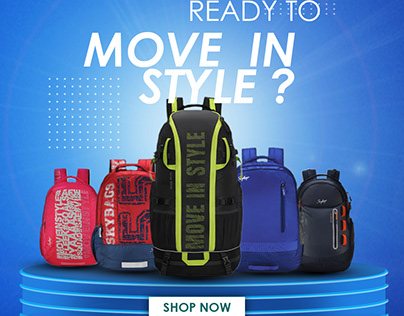 READY TO
MOVE IN
STYLE ?
MOVE IN STYLE
SKYBAGS
SHOP NOW